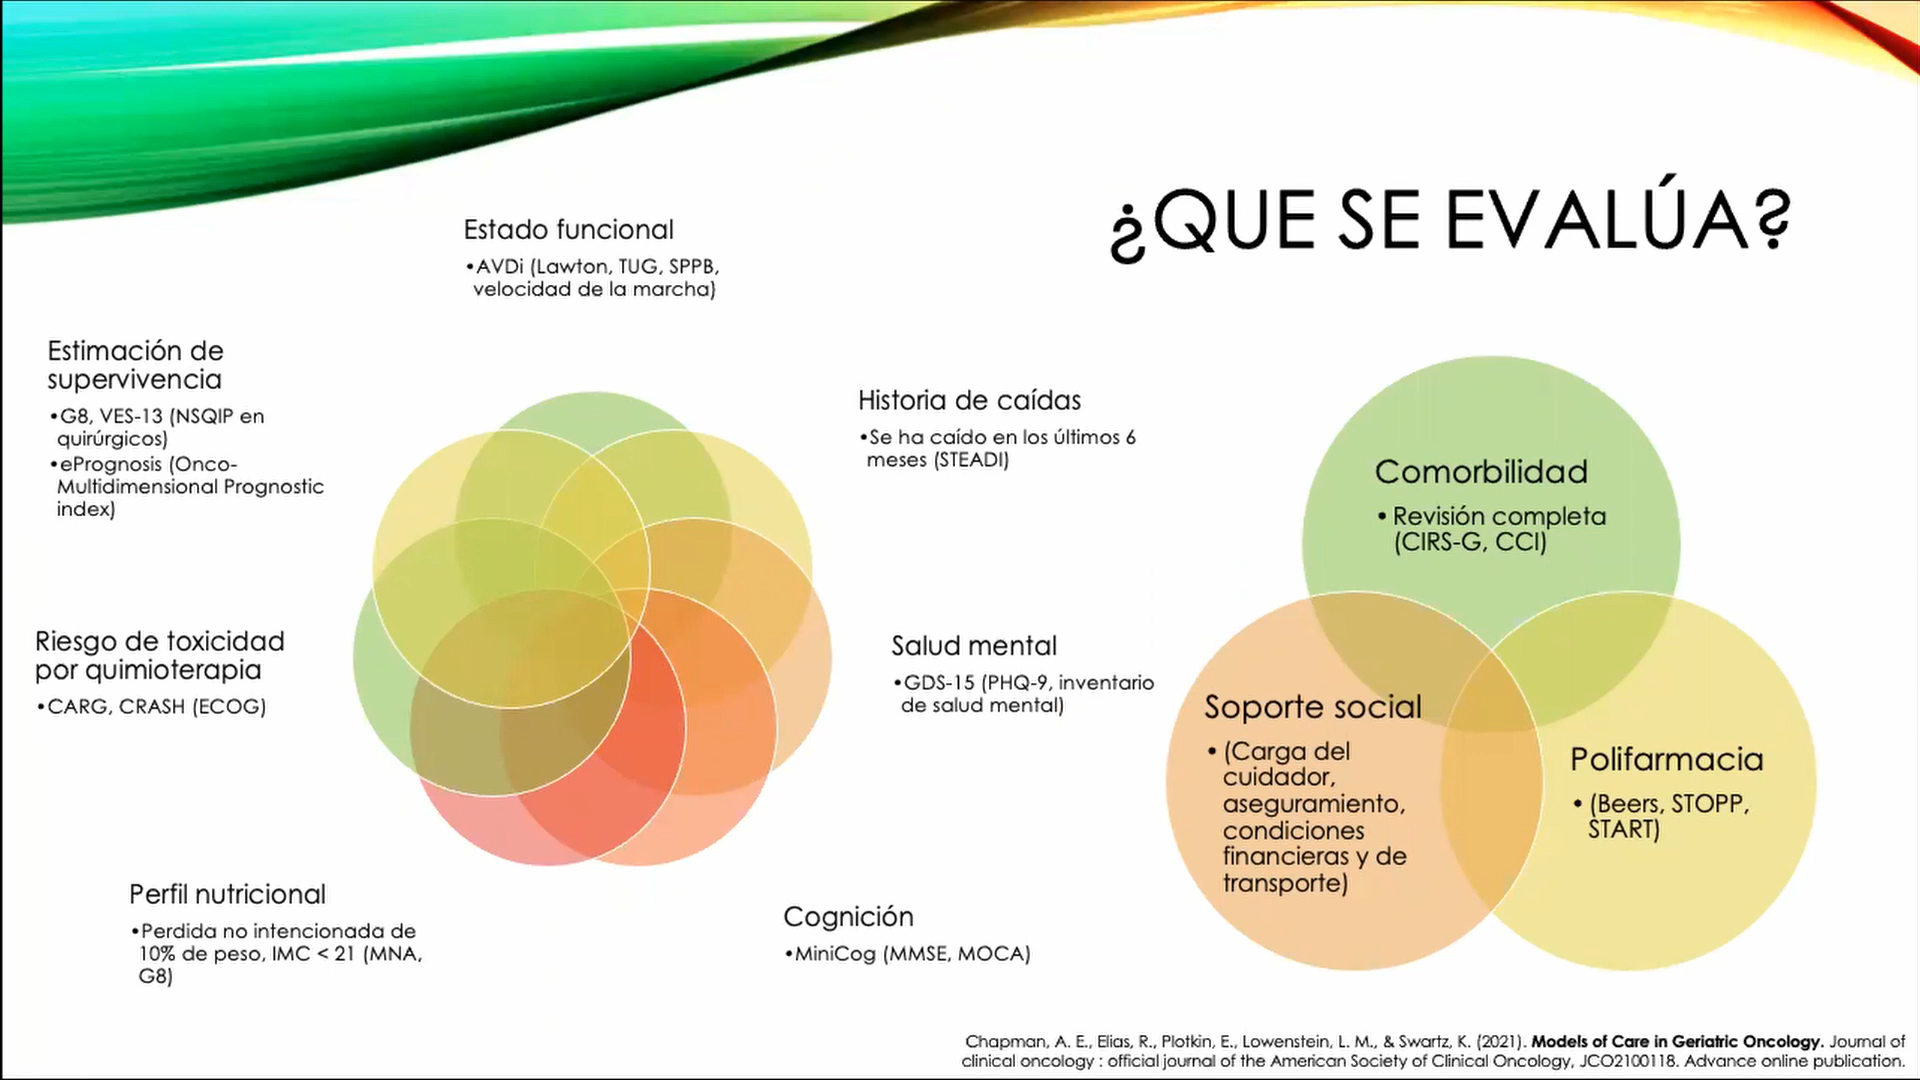 ¿QUE SE EVALÚA?
Estado funcional
•AVDi (Lawton, TUG, SPPB,
velocidad de la marcha)
Historia de caídas
•Se ha caído en los últimos 6
meses (STEADI)
Salud mental
•GDS-15 (PHQ-9, inventario
de salud mental)
Cognición
•MiniCog (MMSE, MOCA)
Perfil nutricional
•Perdida no intencionada de
10% de peso, IMC < 21 (MNA,
G8)
Riesgo de toxicidad
por quimioterapia
•CARG, CRASH (ECOG)
Estimación de
supervivencia
•G8, VES-13 (NSQIP en
quirúrgicos)
•ePrognosis (Onco-
Multidimensional Prognostic
index)
Comorbilidad
• Revisión completa
(CIRS-G, CCI)
Polifarmacia
• (Beers, STOPP,
START)
Soporte social
• (Carga del
cuidador,
aseguramiento,
condiciones
financieras y de
transporte)
Chapman, A. E., Elias, R., Plotkin, E., Lowenstein, L. M., & Swartz, K. (2021). Models of Care in Geriatric Oncology. Journal of
clinical oncology : official journal of the American Society of Clinical Oncology, JCO2100118. Advance online publication.